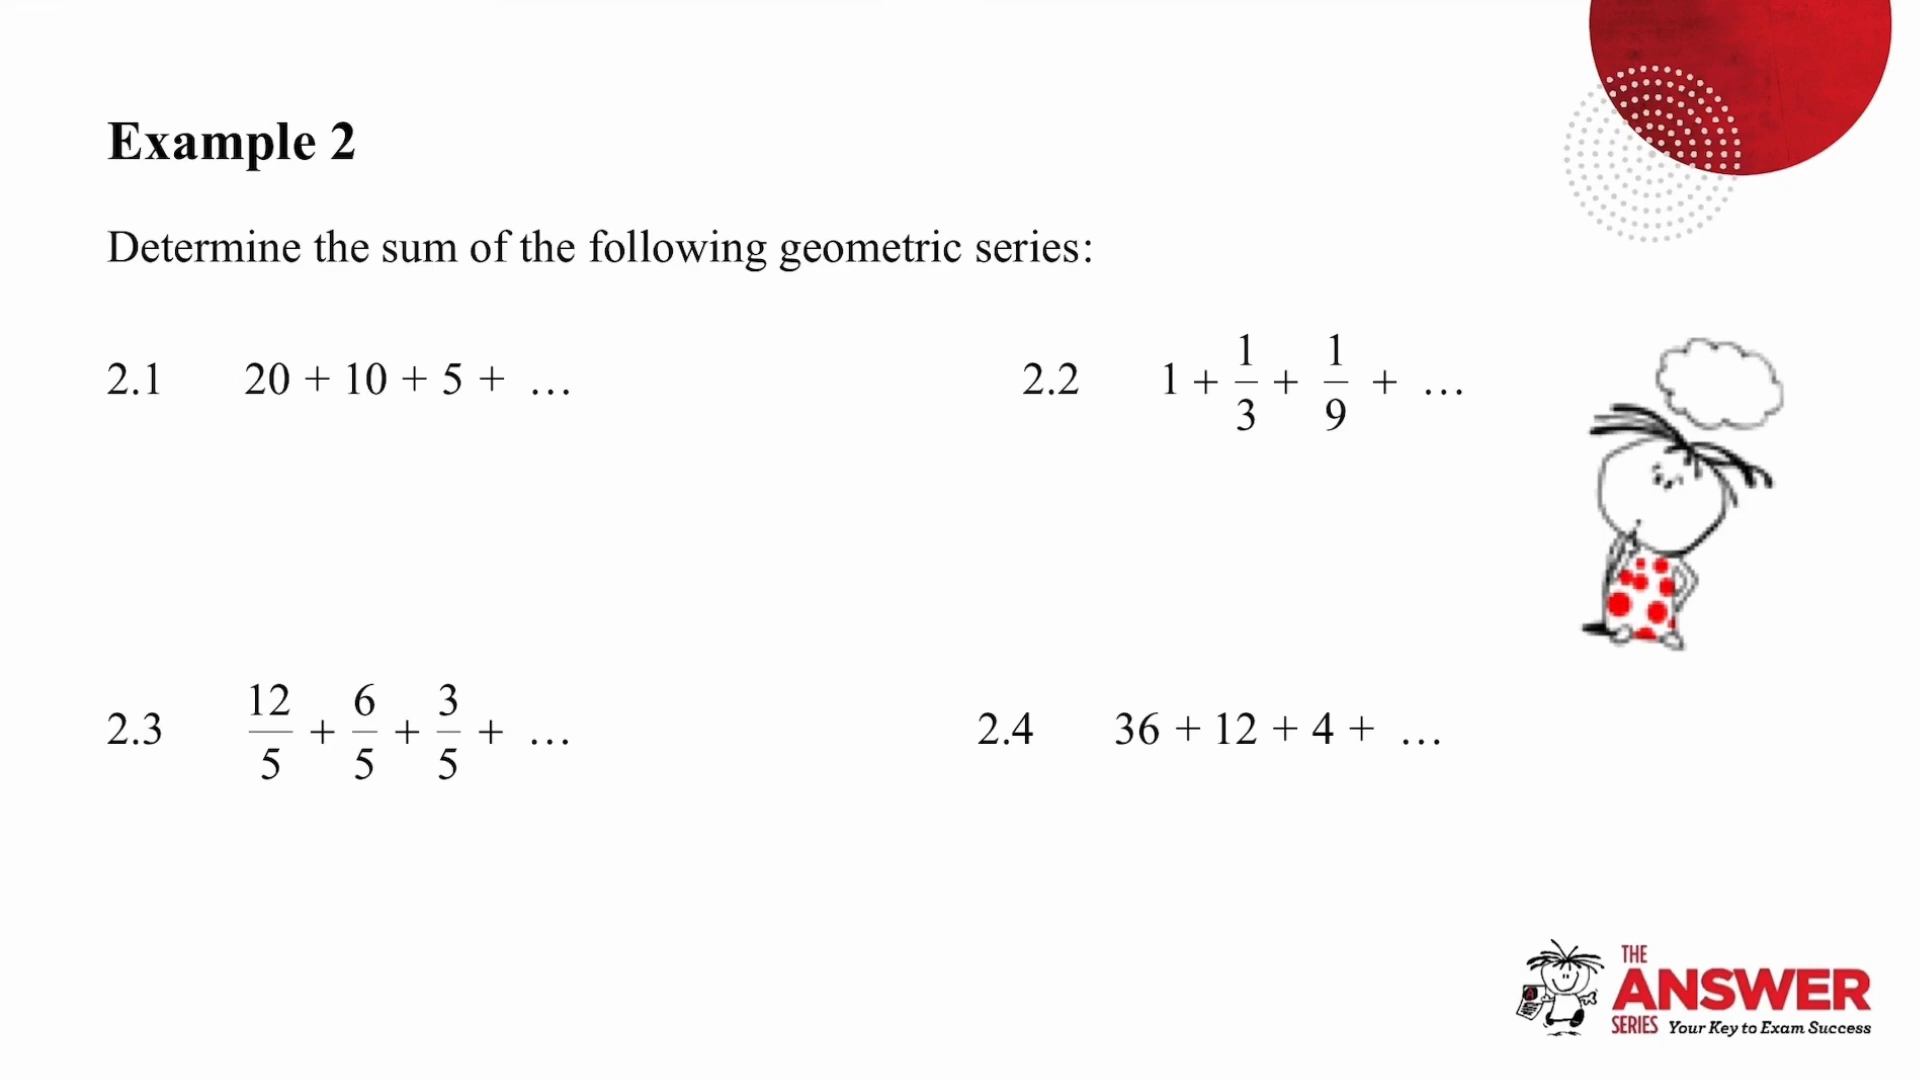 Example 2
Determine the sum of the following geometric series:
2.1 20 + 10 + 5 + …
2.2 1 + 1/3 + 1/9 + …
2.3 12/5 + 6/5 + 3/5 + …
2.4 36 + 12 + 4 + …
THE
ANSWER
SERIES Your Key to Exam Success